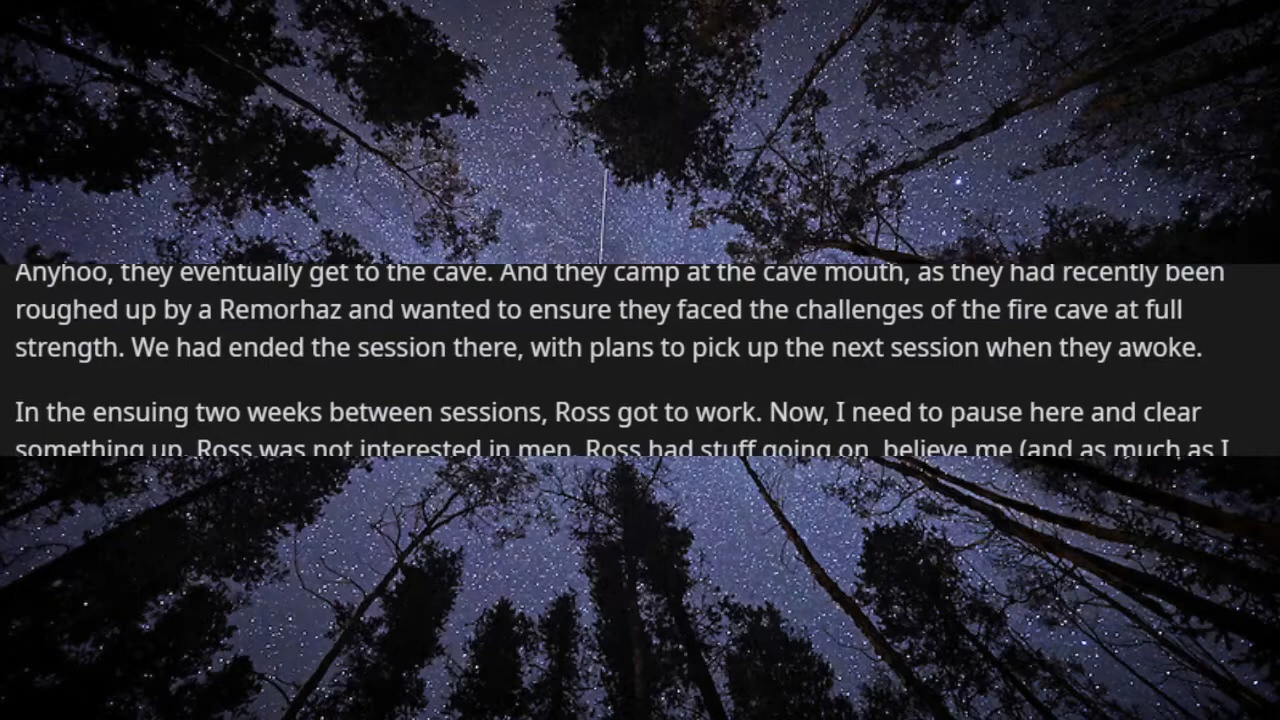 Anyhoo, they eventually get to the cave. And they camp at the cave mouth, as they had recently been
roughed up by a Remorhaz and wanted to ensure they faced the challenges of the fire cave at full
strength. We had ended the session there, with plans to pick up the next session when they awoke.
In the ensuing two weeks between sessions, Ross got to work. Now, I need to pause here and clear
something up. Ross was not interested in men. Ross had stuff going on, believe me (and as much as I